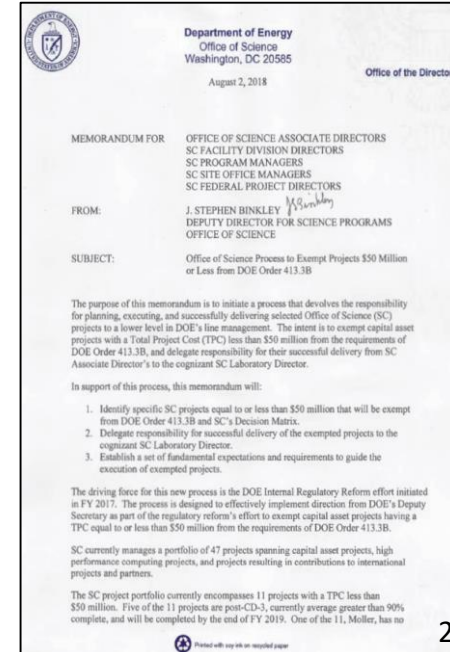 Department of Energy
Office of Science
Washington, DC 20585
Office of the Director
August 2, 2018
MEMORANDUM FOR OFFICE OF SCIENCE ASSOCIATE DIRECTORS
SC FACILITY DIVISION DIRECTORS
SC PROGRAM MANAGERS
SC SITE OFFICE MANAGERS
SC FEDERAL PROJECT DIRECTORS
FROM: J. STEPHEN BINKLEY JSBinkley
DEPUTY DIRECTOR FOR SCIENCE PROGRAMS
OFFICE OF SCIENCE
SUBJECT: Office of Science Process to Exempt Projects $50 Million
or Less from DOE Order 413.3B
The purpose of this memorandum is to initiate a process that devolves the responsibility
for planning, executing, and successfully delivering selected Office of Science (SC)
projects to a lower level in DOE's line management. The intent is to exempt capital asset
projects with a Total Project Cost (TPC) less than $50 million from the requirements of
DOE Order 413.3B, and delegate responsibility for their successful delivery from SC
Associate Director's to the cognizant SC Laboratory Director.
In support of this process, this memorandum will:
1. Identify specific SC projects equal to or less than $50 million that will be exempt
from DOE Order 413.3B and SC's Decision Matrix.
2. Delegate responsibility for successful delivery of the exempted projects to the
cognizant SC Laboratory Director.
3. Establish a set of fundamental expectations and requirements to guide the
execution of exempted projects.
The driving force for this new process is the DOE Internal Regulatory Reform effort initiated
in FY 2017. The process is designed to effectively implement direction from DOE's Deputy
Secretary as part of the regulatory reform's effort to exempt capital asset projects having a
TPC equal to or less than $50 million from the requirements of DOE Order 413.3B.
SC currently manages a portfolio of 47 projects spanning capital asset projects, high
performance computing projects, and projects resulting in contributions to international
projects and partners.
The SC project portfolio currently encompasses 11 projects with a TPC less than
$50 million. Five of the 11 projects are post-CD-3, currently average greater than 90%
complete, and will be completed by the end of FY 2019. One of the 11, Moller, has no
Printed with soy ink on recycled paper
2